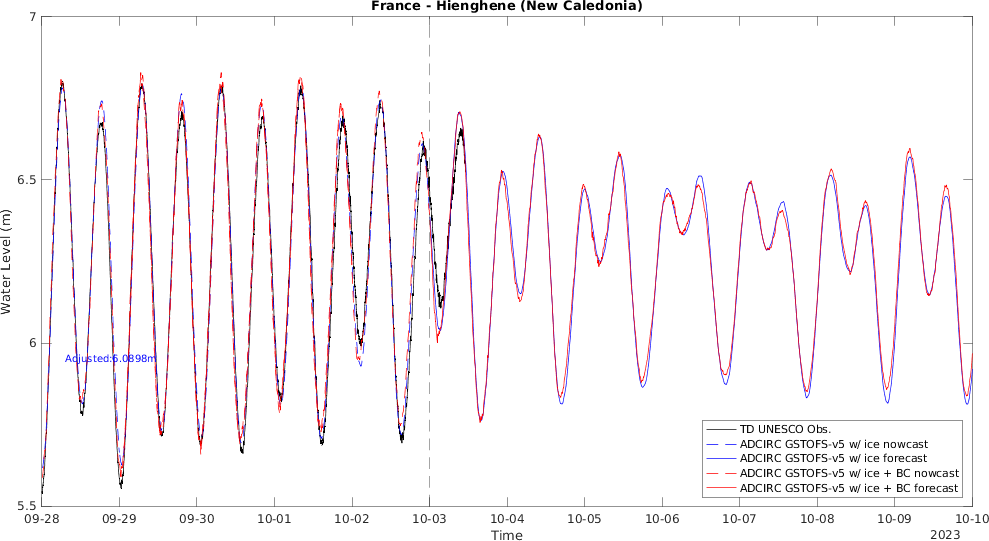 France - Hienghene (New Caledonia)
7
6.5
6
5.5
Water Level (m)
Adjusted:6.0898m
TD UNESCO Obs.
ADCIRC GSTOFS-v5 w/ ice nowcast
ADCIRC GSTOFS-v5 w/ ice forecast
ADCIRC GSTOFS-v5 w/ ice + BC nowcast
ADCIRC GSTOFS-v5 w/ ice + BC forecast
09-28 09-29 09-30 10-01 10-02 10-03 10-04 10-05 10-06 10-07 10-08 10-09 10-10
Time 2023